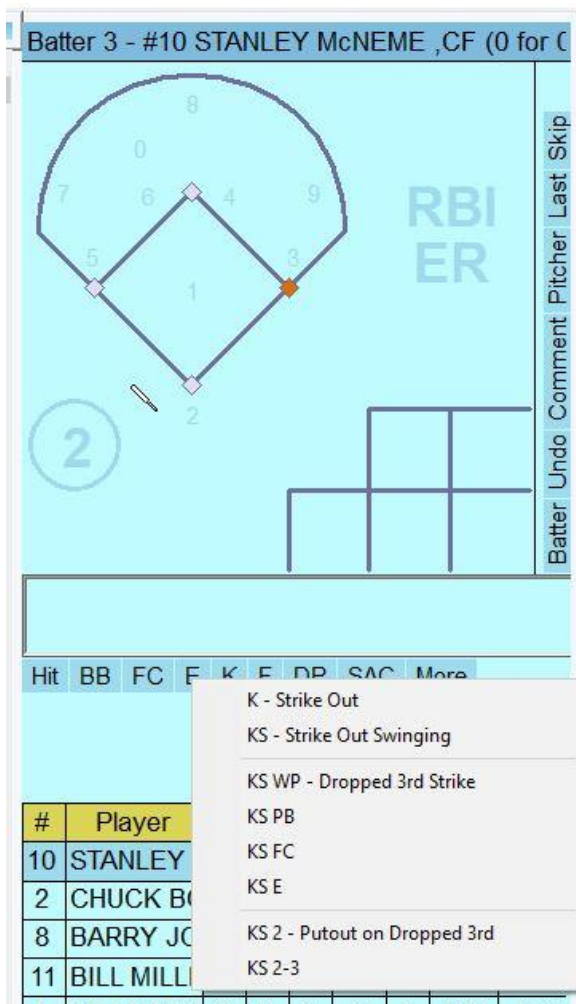 Batter 3 - #10 STANLEY McNEME ,CF (0 for
8
0
7
6
4
9
RBI
ER
5
3
1
2
2
Skip
Last
Pitcher
Comment
Undo
Batter
Hit BB FC E K F DP SAC More
K - Strike Out
KS - Strike Out Swinging
KS WP - Dropped 3rd Strike
KS PB
KS FC
KS E
KS 2 - Putout on Dropped 3rd
KS 2-3
# Player
10 STANLEY
2 CHUCK
8 BARRY
11 BILL